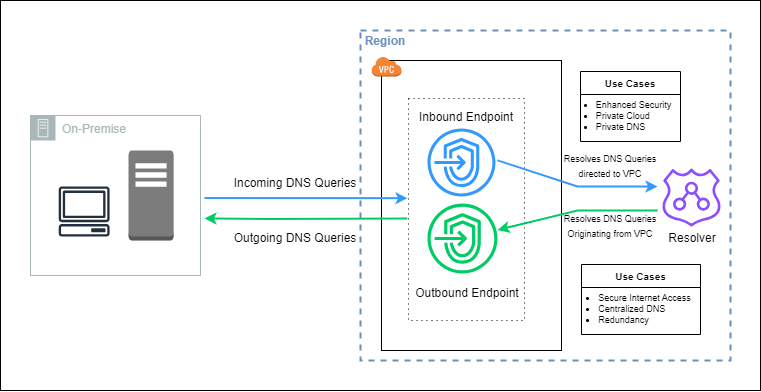 Region
VPC
Use Cases
Enhanced Security
Private Cloud
Private DNS
On-Premise
Inbound Endpoint
Incoming DNS Queries
Resolves DNS Queries
directed to VPC
Outgoing DNS Queries
Resolves DNS Queries
Originating from VPC
Resolver
Outbound Endpoint
Use Cases
Secure Internet Access
Centralized DNS
Redundancy